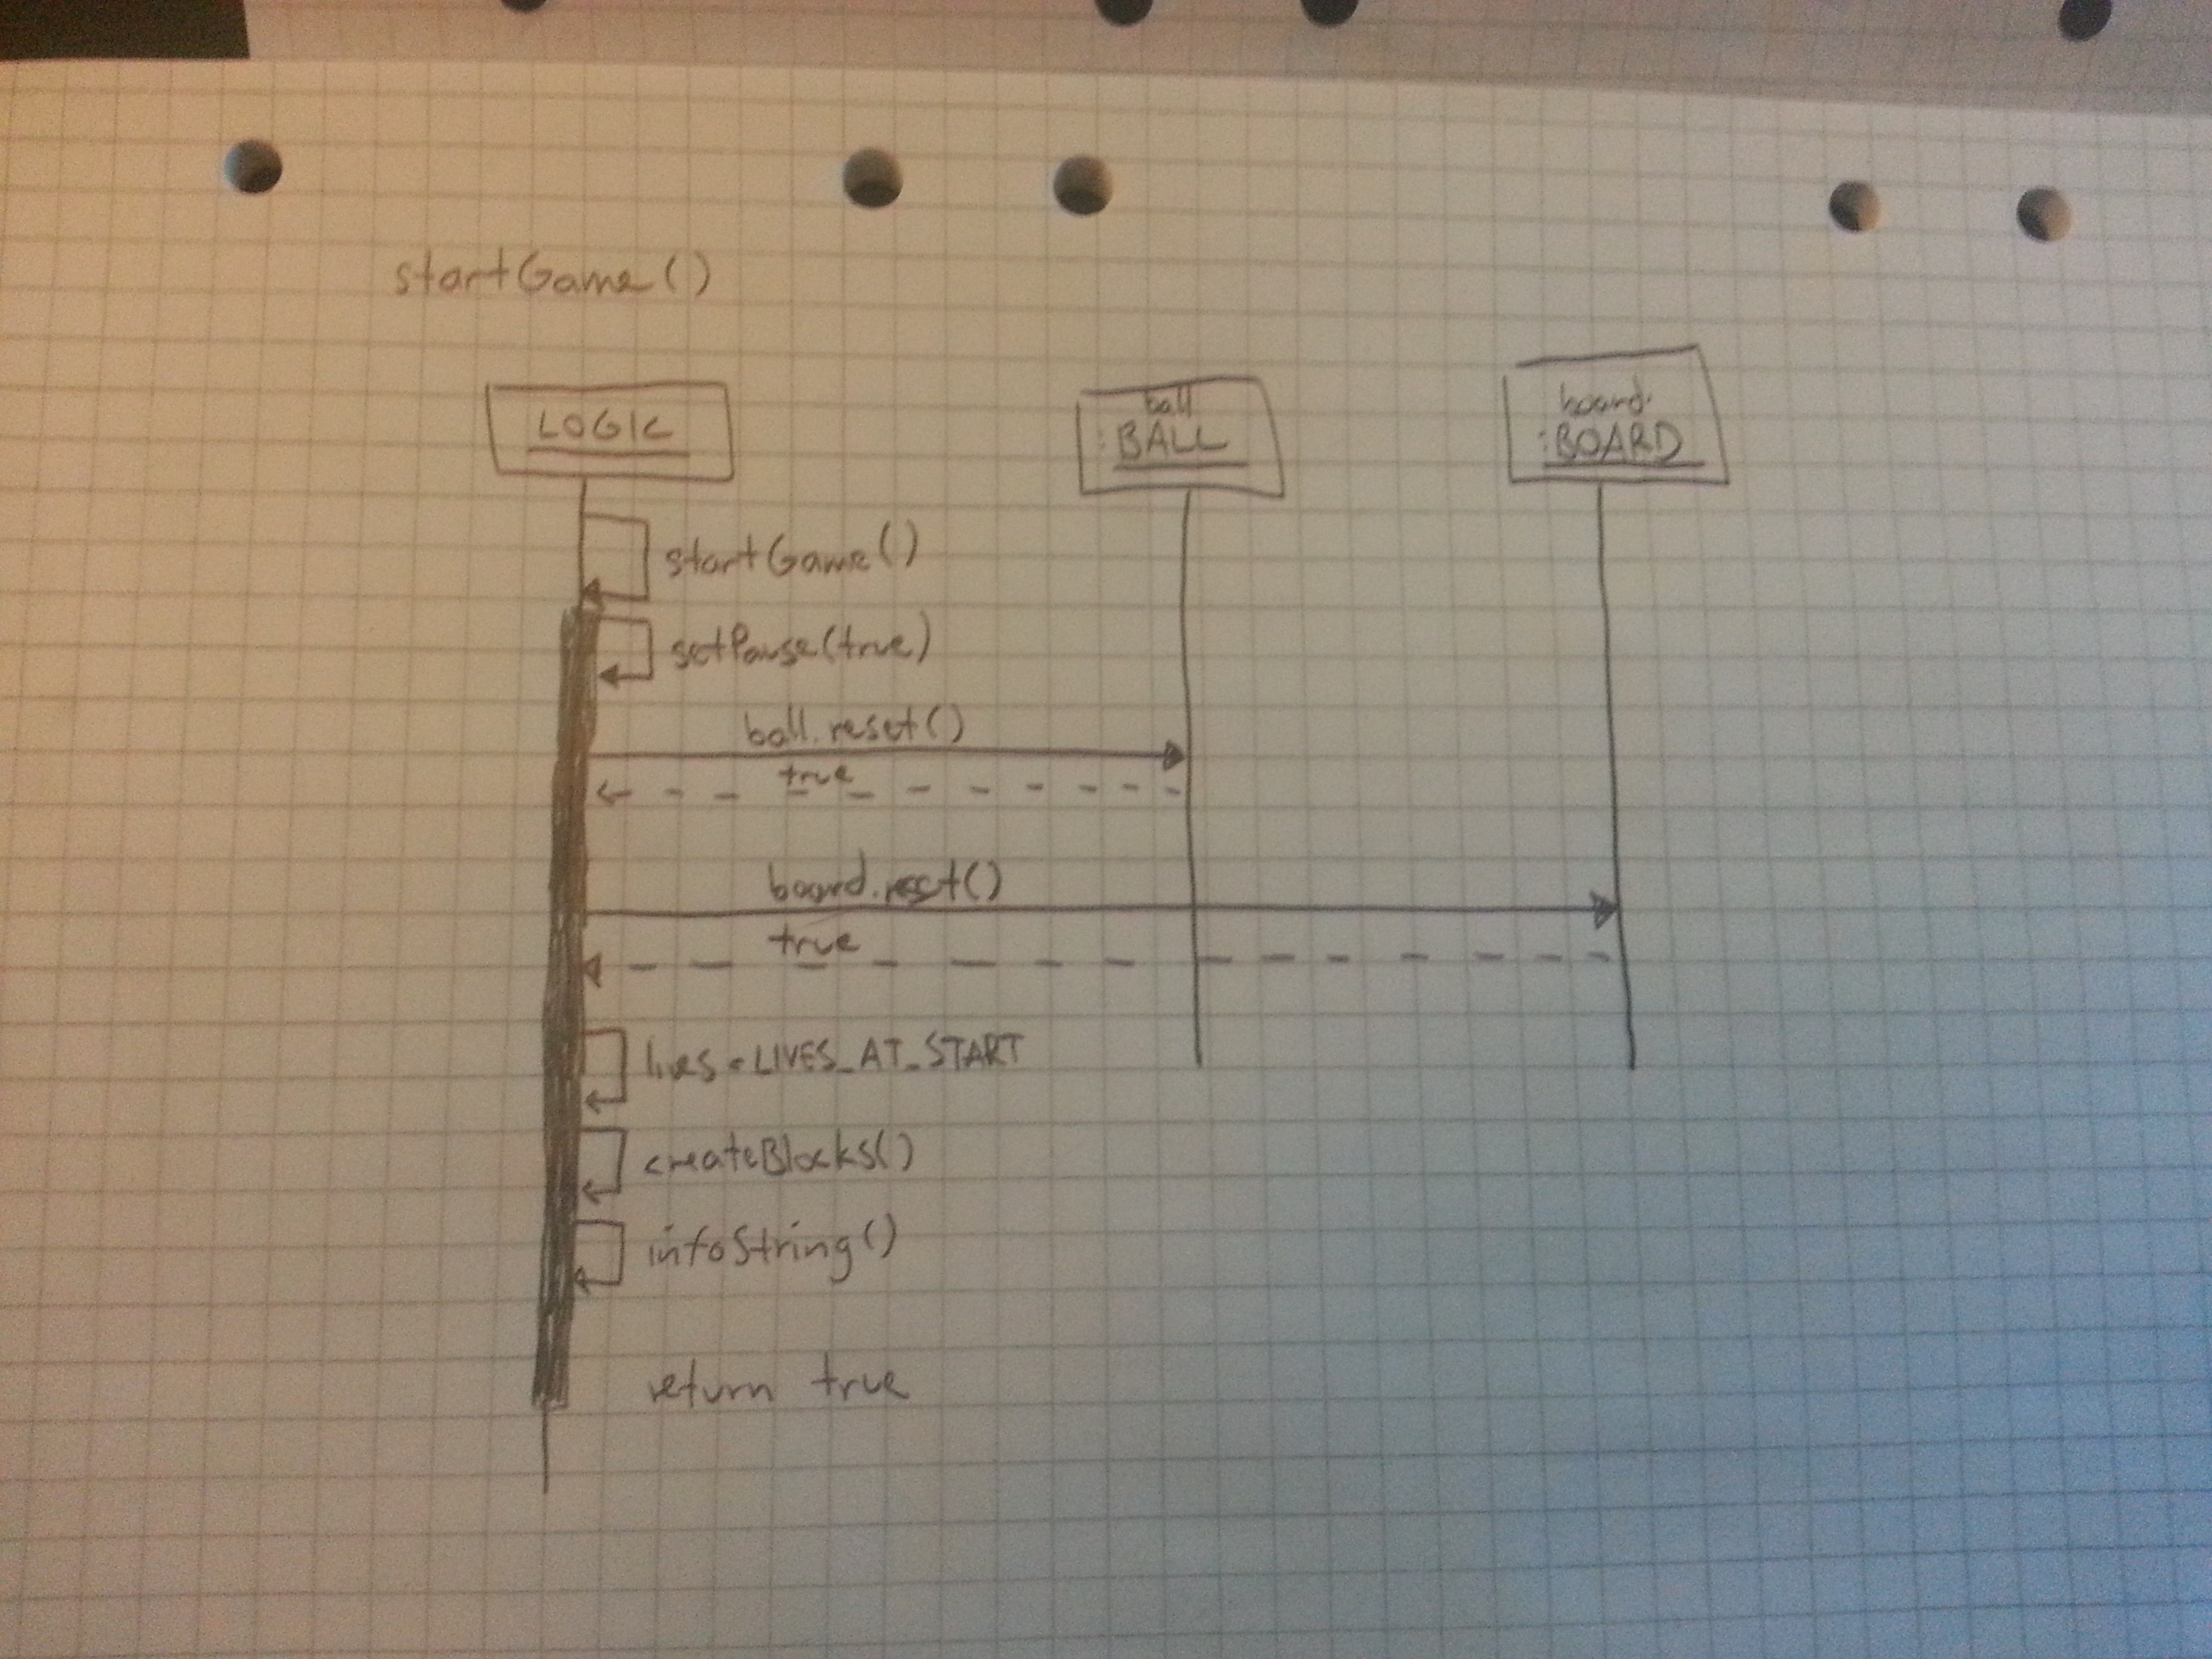 startGame()
LOGIC
ball
:BALL
board
:BOARD
startGame()
setPause(true)
ball.reset()
true
board.reset()
true
lives = LIVES_AT_START
createBlocks()
infoString()
return true